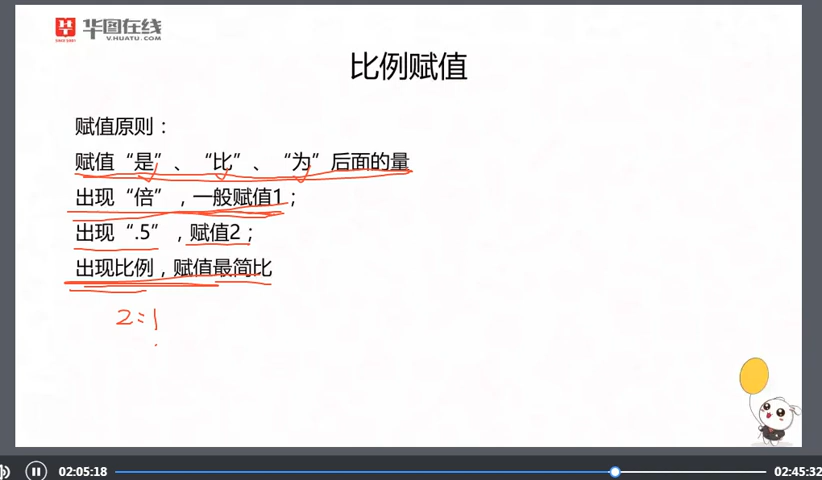 华图在线
V.HUATU.COM
比例赋值
赋值原则：
赋值“是”、“比”、“为”后面的量
出现“倍”，一般赋值1；
出现“.5”，赋值2；
出现比例，赋值最简比
2:1
02:05:18
02:45:32